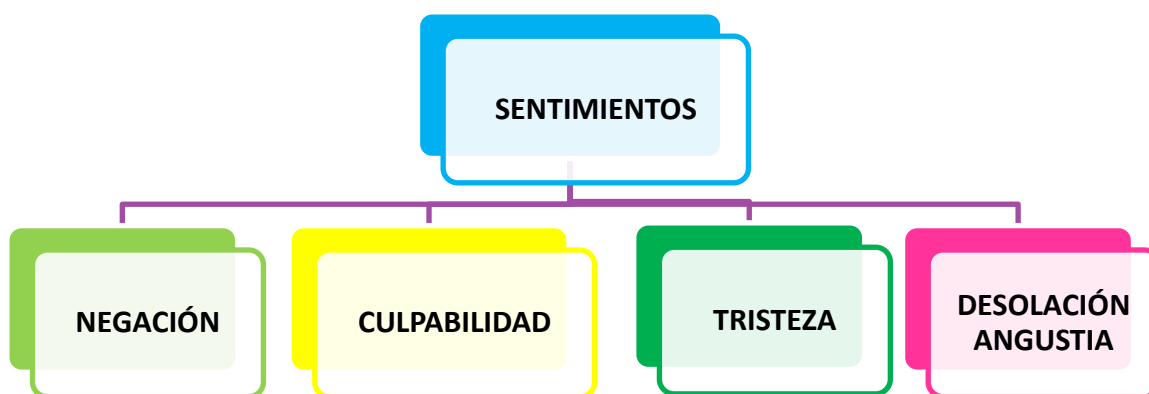 SENTIMIENTOS
NEGACIÓN
CULPABILIDAD
TRISTEZA
DESOLACIÓN
ANGUSTIA